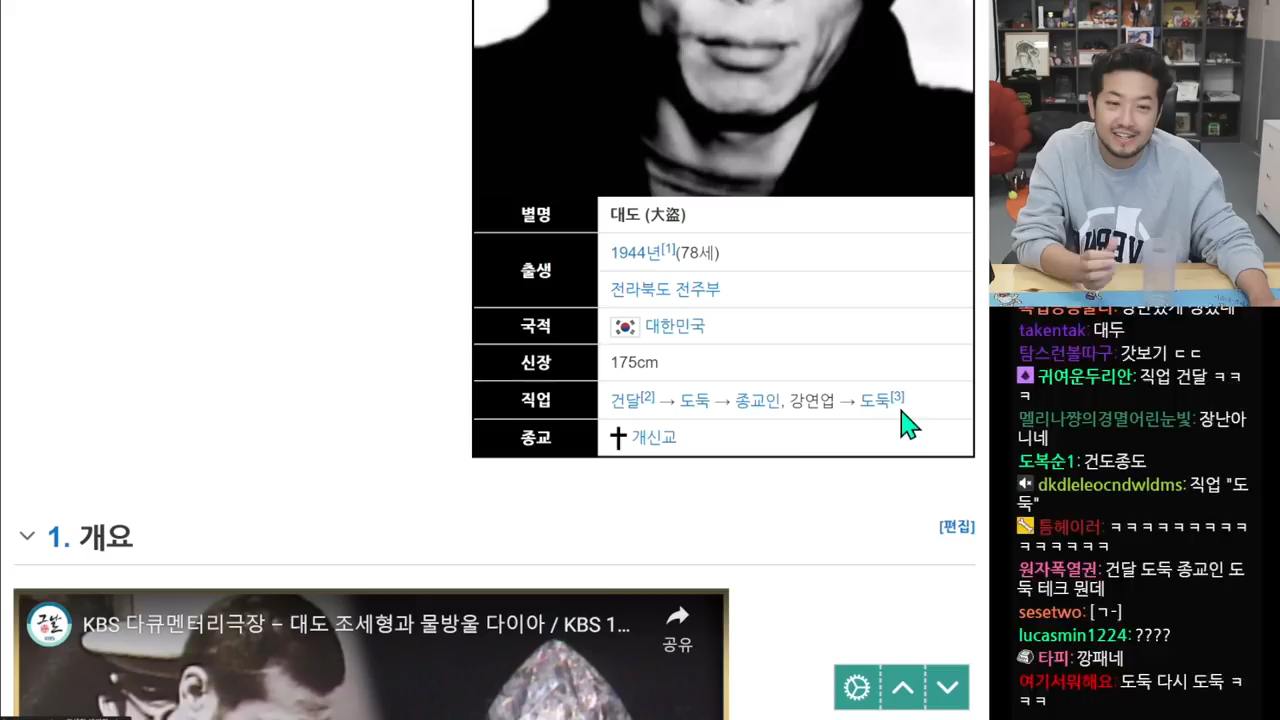 별명
대도 (大盜)
출생
1944년[1](78세)
전라북도 전주부
국적
대한민국
신장
175cm
직업
건달[2] → 도둑 → 종교인, 강연업 → 도둑[3]
종교
개신교
1. 개요
[편집]
그날
KBS 다큐멘터리극장 – 대도 조세형과 물방울 다이아 / KBS 1...
공유
takentak: 대두
탐스런볼따구: 갓보기 ㄷㄷ
귀여운두리안: 직업 건달 ㅋㅋ
ㅋ
멜리나쨩의경멸어린눈빛: 장난아
니네
도복순1: 건도종도
dkdleleocndwldms: 직업 "도
둑"
틈헤이러: ㅋㅋㅋㅋㅋㅋㅋㅋㅋ
ㅋㅋㅋㅋㅋㅋ
원자폭열권: 건달 도둑 종교인 도
둑 테크 뭔데
sesetwo: [ㄱ-]
lucasmin1224: ????
타피: 깡패네
여기서뭐해요: 도둑 다시 도둑 ㅋ
ㅋㅋ